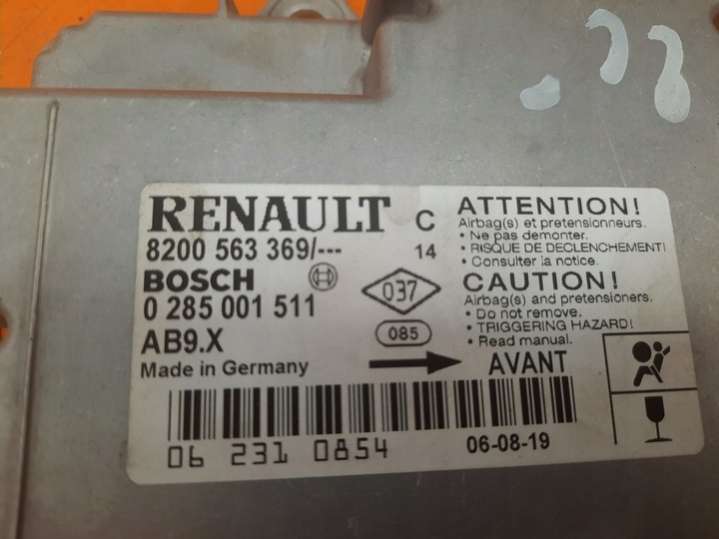 RENAULT C
8200 563 369/--- 14
BOSCH
0 285 001 511
AB9.X
Made in Germany
037
085
AVANT
ATTENTION!
Airbag(s) et pretensionneurs.
• Ne pas demonter.
• RISQUE DE DECLENCHEMENT!
• Consulter la notice.
CAUTION!
Airbag(s) and pretensioners.
• Do not remove.
• TRIGGERING HAZARD!
• Read manual.
06 231 0854
06-08-19